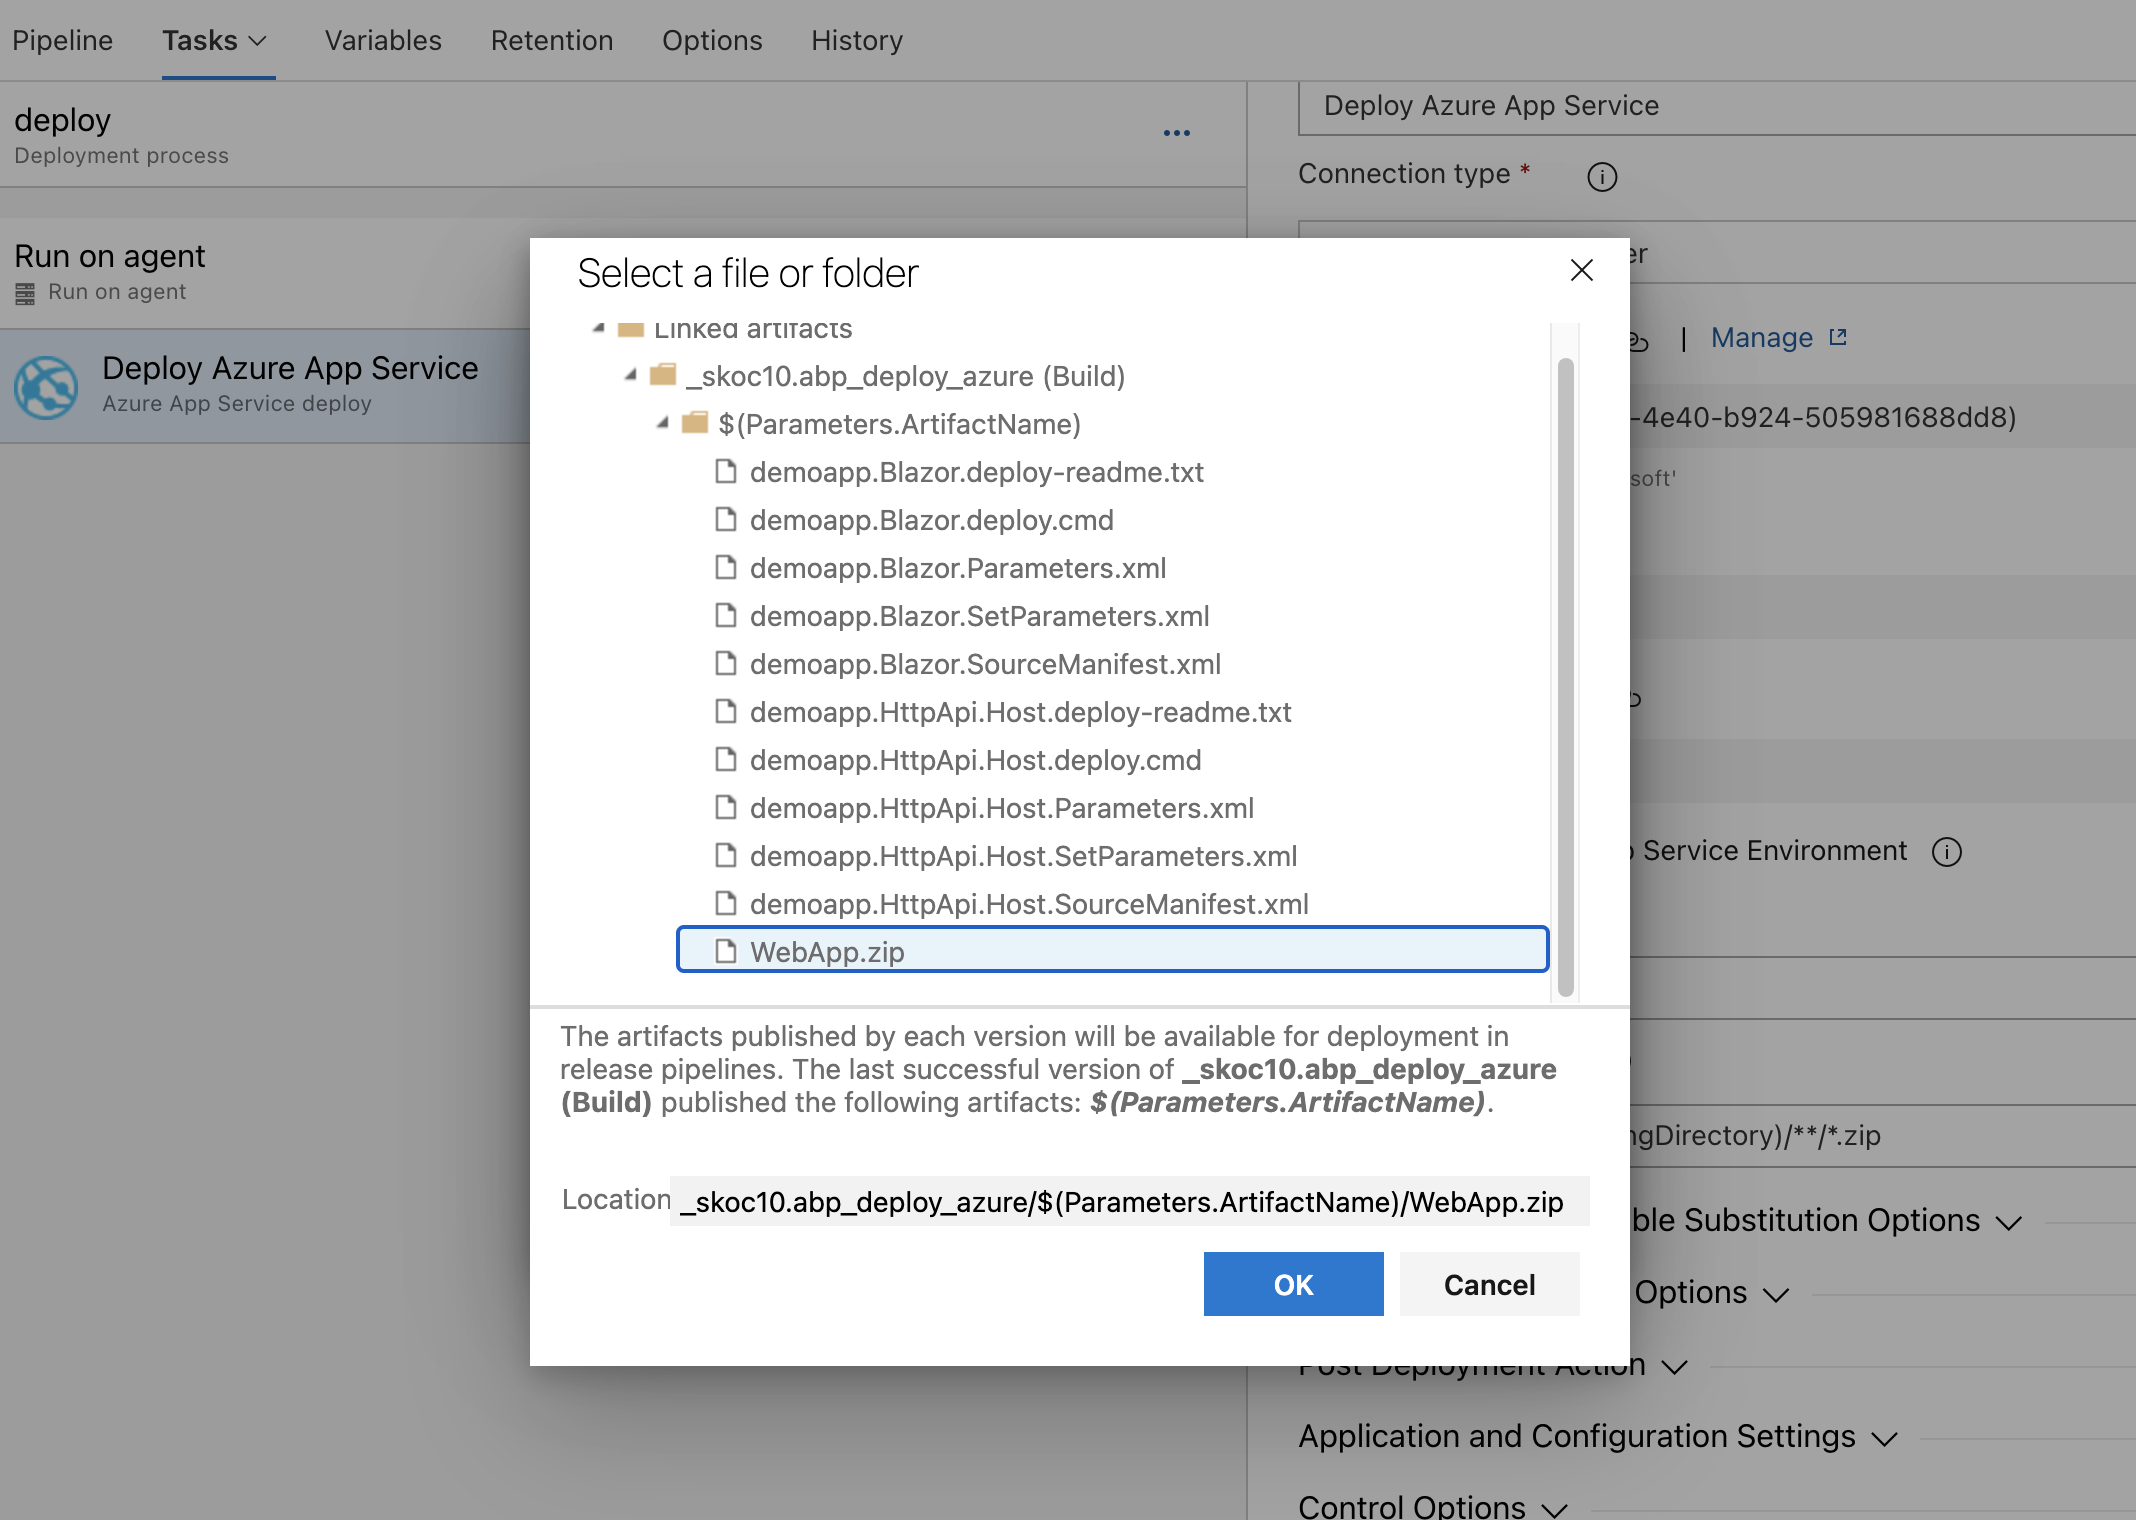 Pipeline Tasks Variables Retention Options History
deploy
Deployment process
Run on agent
Run on agent
Deploy Azure App Service
Azure App Service deploy
Deploy Azure App Service
Connection type *
er
| Manage
-4e40-b924-505981688dd8)
soft'
Service Environment
ngDirectory)/**/*.zip
ble Substitution Options
Options
Post Deployment Action
Application and Configuration Settings
Control Options
Select a file or folder
Linked artifacts
_skoc10.abp_deploy_azure (Build)
$(Parameters.ArtifactName)
demoapp.Blazor.deploy-readme.txt
demoapp.Blazor.deploy.cmd
demoapp.Blazor.Parameters.xml
demoapp.Blazor.SetParameters.xml
demoapp.Blazor.SourceManifest.xml
demoapp.HttpApi.Host.deploy-readme.txt
demoapp.HttpApi.Host.deploy.cmd
demoapp.HttpApi.Host.Parameters.xml
demoapp.HttpApi.Host.SetParameters.xml
demoapp.HttpApi.Host.SourceManifest.xml
WebApp.zip
The artifacts published by each version will be available for deployment in
release pipelines. The last successful version of _skoc10.abp_deploy_azure
(Build) published the following artifacts: $(Parameters.ArtifactName).
Location _skoc10.abp_deploy_azure/$(Parameters.ArtifactName)/WebApp.zip
OK Cancel